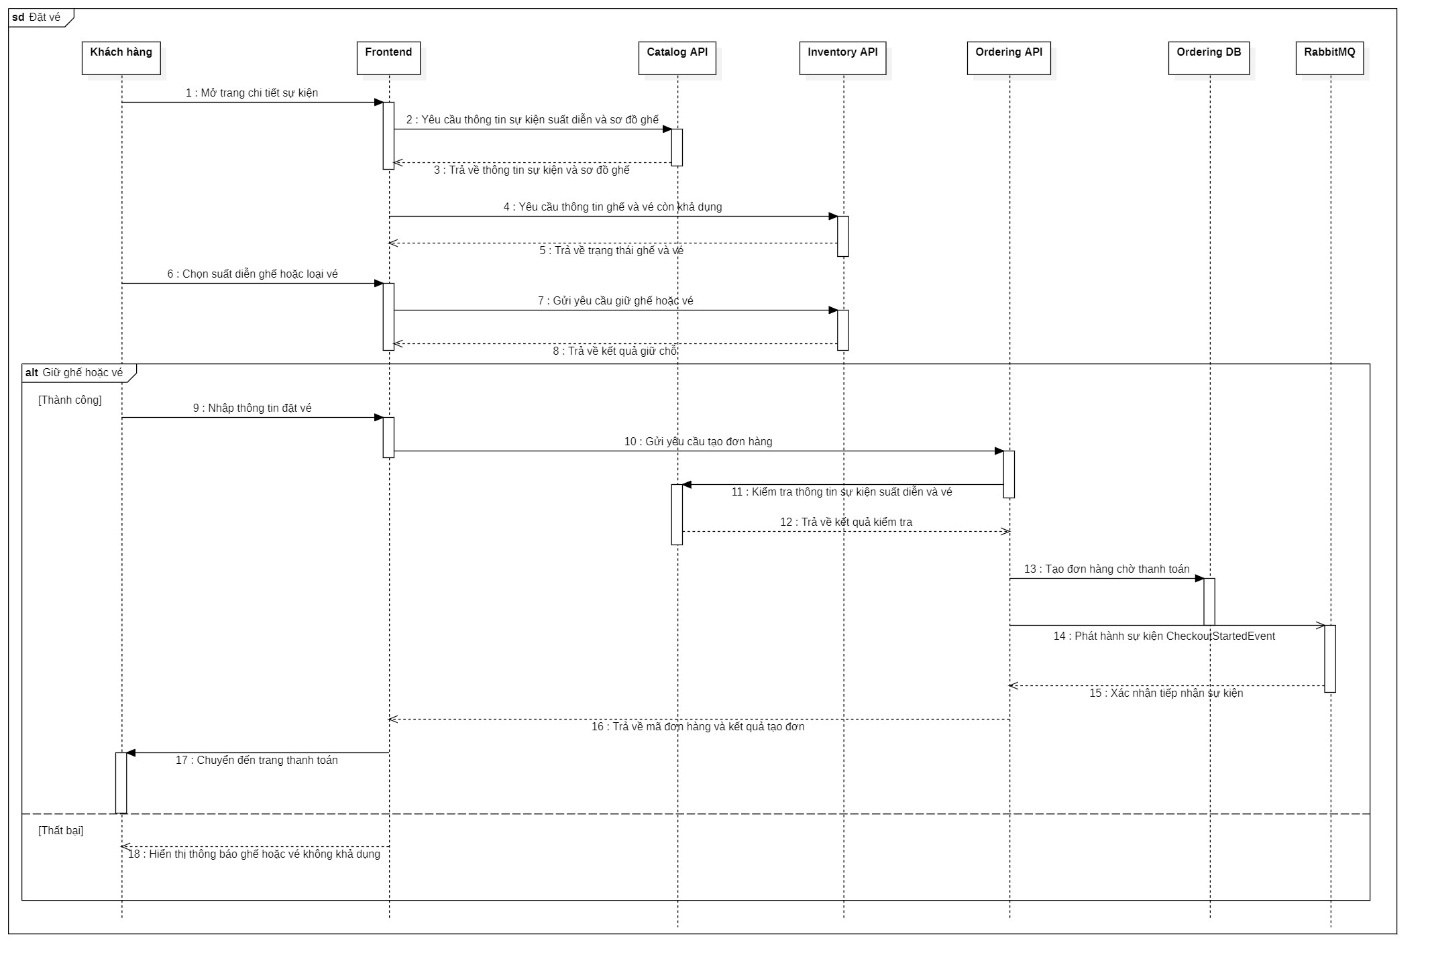 sd Đặt vé
Khách hàng
Frontend
Catalog API
Inventory API
Ordering API
Ordering DB
RabbitMQ
1 : Mở trang chi tiết sự kiện
2 : Yêu cầu thông tin sự kiện suất diễn và sơ đồ ghế
3 : Trả về thông tin sự kiện và sơ đồ ghế
4 : Yêu cầu thông tin ghế và vé còn khả dụng
5 : Trả về trạng thái ghế và vé
6 : Chọn suất diễn ghế hoặc loại vé
7 : Gửi yêu cầu giữ ghế hoặc vé
8 : Trả về kết quả giữ chỗ
alt Giữ ghế hoặc vé
[Thành công]
9 : Nhập thông tin đặt vé
10 : Gửi yêu cầu tạo đơn hàng
11 : Kiểm tra thông tin sự kiện suất diễn và vé
12 : Trả về kết quả kiểm tra
13 : Tạo đơn hàng chờ thanh toán
14 : Phát hành sự kiện CheckoutStartedEvent
15 : Xác nhận tiếp nhận sự kiện
16 : Trả về mã đơn hàng và kết quả tạo đơn
17 : Chuyển đến trang thanh toán
[Thất bại]
18 : Hiển thị thông báo ghế hoặc vé không khả dụng